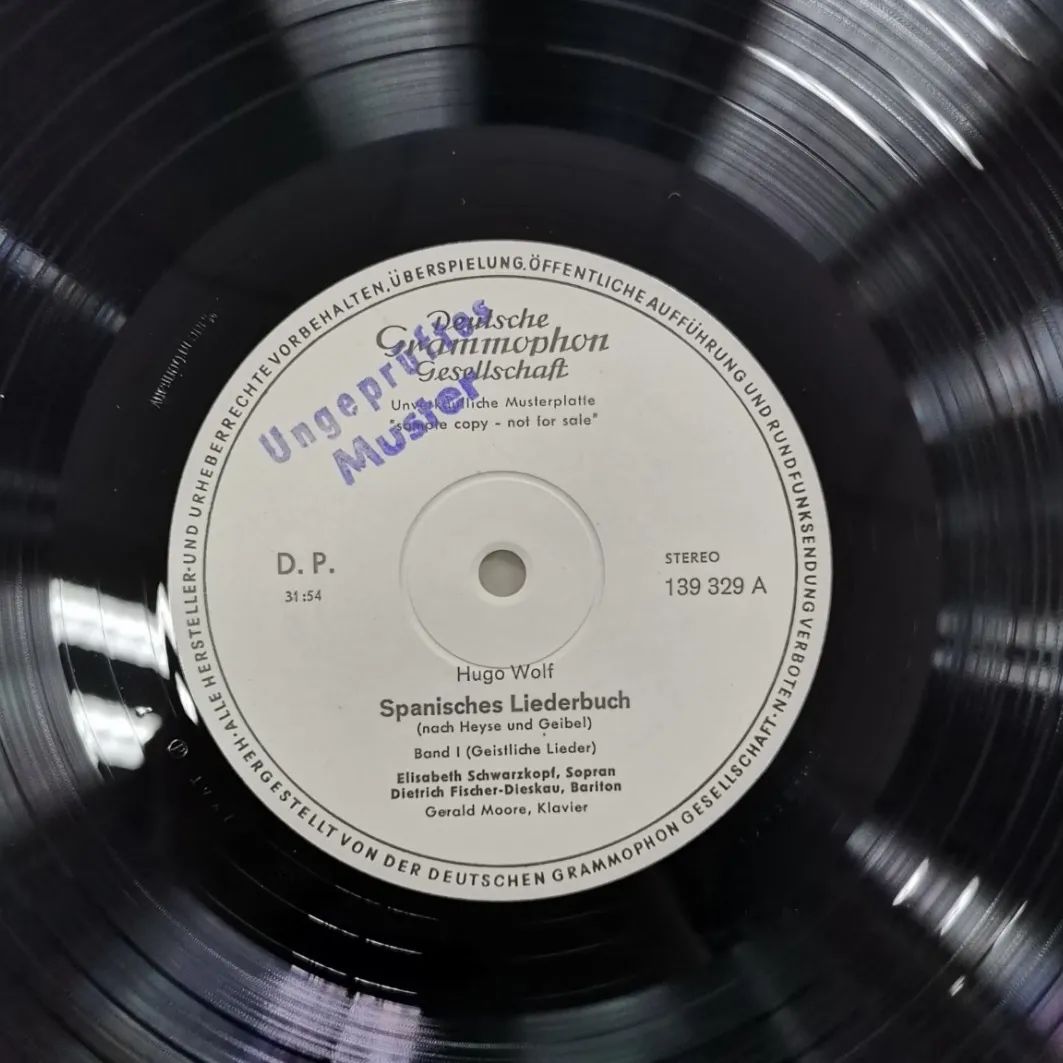 ·ALLE HERSTELLER-UND URHEBERRECHTE VORBEHALTEN,ÜBERSPIELUNG.ÖFFENTLICHE AUFFÜHRUNG UND RUNDFUNKSENDUNG VERBOTEN·
Deutsche
Grammophon
Gesellschaft
Ungeprüftes
Muster
Unverkäufliche Musterplatte
"sample copy - not for sale"
D. P.
31:54
STEREO
139 329 A
Hugo Wolf
Spanisches Liederbuch
(nach Heyse und Geibel)
Band I (Geistliche Lieder)
Elisabeth Schwarzkopf, Sopran
Dietrich Fischer-Dieskau, Bariton
Gerald Moore, Klavier
HERGESTELLT VON DER DEUTSCHEN GRAMMOPHON GESELLSCHAFT·